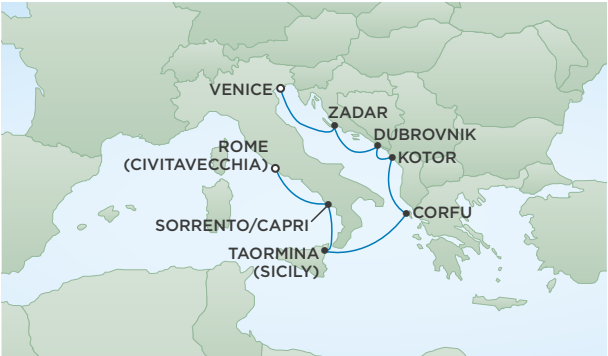 VENICE
ZADAR
DUBROVNIK
ROME
(CIVITAVECCHIA)
KOTOR
SORRENTO/CAPRI
CORFU
TAORMINA
(SICILY)